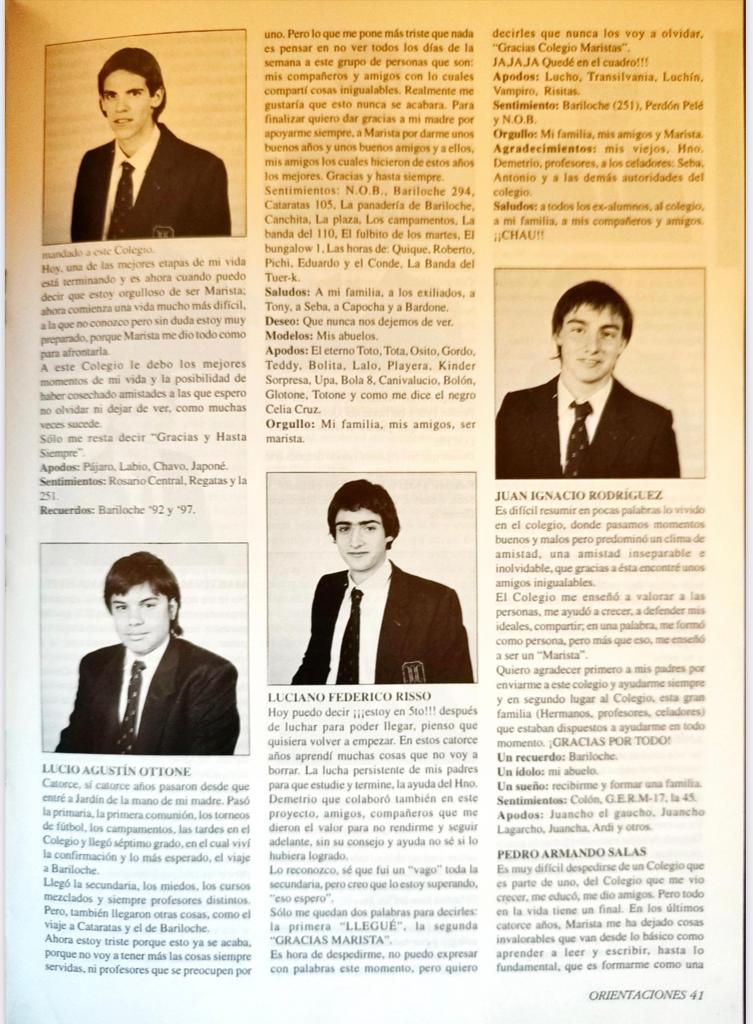 mandado a este Colegio.
Hoy, una de las mejores etapas de mi vida
está terminando y es ahora cuando puedo
decir que estoy orgulloso de ser Marista;
ahora comienza una vida mucho más difícil,
a la que no conozco pero sin duda estoy muy
preparado, porque Marista me dio todo como
para afrontarla.
A este Colegio le debo los mejores
momentos de mi vida y la posibilidad de
haber cosechado amistades a las que espero
no olvidar ni dejar de ver, como muchas
veces sucede.
Sólo me resta decir "Gracias y Hasta
Siempre".
Apodos: Pájaro, Labio, Chavo, Japoné.
Sentimientos: Rosario Central, Regatas y la
251.
Recuerdos: Bariloche '92 y '97.
LUCIO AGUSTÍN OTTONE
Catorce, sí catorce años pasaron desde que
entré a Jardín de la mano de mi madre. Pasó
la primaria, la primera comunión, los torneos
de fútbol, los campamentos, las tardes en el
Colegio y llegó séptimo grado, en el cual viví
la confirmación y lo más esperado, el viaje
a Bariloche.
Llegó la secundaria, los miedos, los cursos
mezclados y siempre profesores distintos.
Pero, también llegaron otras cosas, como el
viaje a Cataratas y el de Bariloche.
Ahora estoy triste porque esto ya se acaba,
porque no voy a tener más las cosas siempre
servidas, ni profesores que se preocupen por
uno. Pero lo que me pone más triste que nada
es pensar en no ver todos los días de la
semana a este grupo de personas que son:
mis compañeros y amigos con lo cuales
compartí cosas inigualables. Realmente me
gustaría que esto nunca se acabara. Para
finalizar quiero dar gracias a mi madre por
apoyarme siempre, a Marista por darme unos
buenos años y unos buenos amigos y a ellos,
mis amigos los cuales hicieron de estos años
los mejores. Gracias y hasta siempre.
Sentimientos: N.O.B., Bariloche 294,
Cataratas 105, La panadería de Bariloche,
Canchita, La plaza, Los campamentos, La
banda del 110, El fulbito de los martes, El
bungalow 1, Las horas de: Quique, Roberto,
Pichi, Eduardo y el Conde, La Banda del
Tuer-k.
Saludos: A mi familia, a los exiliados, a
Tony, a Seba, a Capocha y a Bardone.
Deseo: Que nunca nos dejemos de ver.
Modelos: Mis abuelos.
Apodos: El eterno Toto, Tota, Osito, Gordo,
Teddy, Bolita, Lalo, Playera, Kinder
Sorpresa, Upa, Bola 8, Canivalucio, Bolón,
Glotone, Totone y como me dice el negro
Celia Cruz.
Orgullo: Mi familia, mis amigos, ser
marista.
LUCIANO FEDERICO RISSO
Hoy puedo decir ¡¡¡estoy en 5to!!! después
de luchar para poder llegar, pienso que
quisiera volver a empezar. En estos catorce
años aprendí muchas cosas que no voy a
borrar. La lucha persistente de mis padres
para que estudie y termine, la ayuda del Hno.
Demetrio que colaboró también en este
proyecto, amigos, compañeros que me
dieron el valor para no rendirme y seguir
adelante, sin su consejo y ayuda no sé si lo
hubiera logrado.
Lo reconozco, sé que fui un "vago" toda la
secundaria, pero creo que lo estoy superando,
"eso espero".
Sólo me quedan dos palabras para decirles:
la primera "LLEGUÉ", la segunda
"GRACIAS MARISTA".
Es hora de despedirme, no puedo expresar
con palabras este momento, pero quiero
decirles que nunca los voy a olvidar,
"Gracias Colegio Maristas".
JAJAJA Quedé en el cuadro!!!
Apodos: Lucho, Transilvania, Luchín,
Vampiro, Risitas.
Sentimiento: Bariloche (251), Perdón Pelé
y N.O.B.
Orgullo: Mi familia, mis amigos y Marista.
Agradecimientos: mis viejos, Hno.
Demetrio, profesores, a los celadores: Seba,
Antonio y a las demás autoridades del
colegio.
Saludos: a todos los ex-alumnos, al colegio,
a mi familia, a mis compañeros y amigos.
¡¡CHAU!!
JUAN IGNACIO RODRÍGUEZ
Es difícil resumir en pocas palabras lo vivido
en el colegio, donde pasamos momentos
buenos y malos pero predominó un clima de
amistad, una amistad inseparable e
inolvidable, que gracias a ésta encontré unos
amigos inigualables.
El Colegio me enseñó a valorar a las
personas, me ayudó a crecer, a defender mis
ideales, compartir; en una palabra, me formó
como persona, pero más que eso, me enseñó
a ser un "Marista".
Quiero agradecer primero a mis padres por
enviarme a este colegio y ayudarme siempre
y en segundo lugar al Colegio, esta gran
familia (Hermanos, profesores, celadores)
que estaban dispuestos a ayudarme en todo
momento. ¡GRACIAS POR TODO!
Un recuerdo: Bariloche.
Un ídolo: mi abuelo.
Un sueño: recibirme y formar una familia.
Sentimientos: Colón, G.E.R.M-17, la 45.
Apodos: Juancho el gaucho, Juancho
Lagarcho, Juancha, Ardi y otros.
PEDRO ARMANDO SALAS
Es muy difícil despedirse de un Colegio que
es parte de uno, del Colegio que me vio
crecer, me educó, me dio amigos. Pero todo
en la vida tiene un final. En los últimos
catorce años, Marista me ha dejado cosas
invalorables que van desde lo básico como
aprender a leer y escribir, hasta lo
fundamental, que es formarme como una
ORIENTACIONES 41